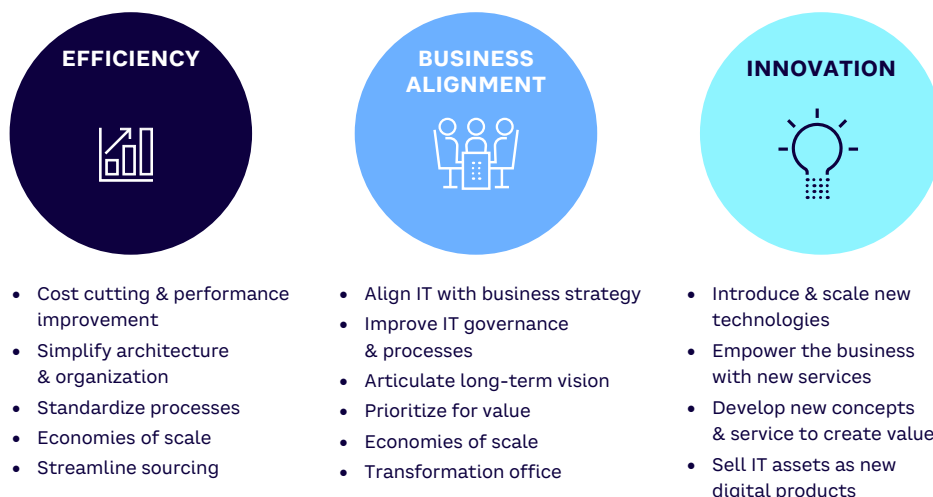 EFFICIENCY
• Cost cutting & performance
improvement
• Simplify architecture
& organization
• Standardize processes
• Economies of scale
• Streamline sourcing
BUSINESS
ALIGNMENT
• Align IT with business strategy
• Improve IT governance
& processes
• Articulate long-term vision
• Prioritize for value
• Economies of scale
• Transformation office
INNOVATION
• Introduce & scale new
technologies
• Empower the business
with new services
• Develop new concepts
& service to create value
• Sell IT assets as new
digital products